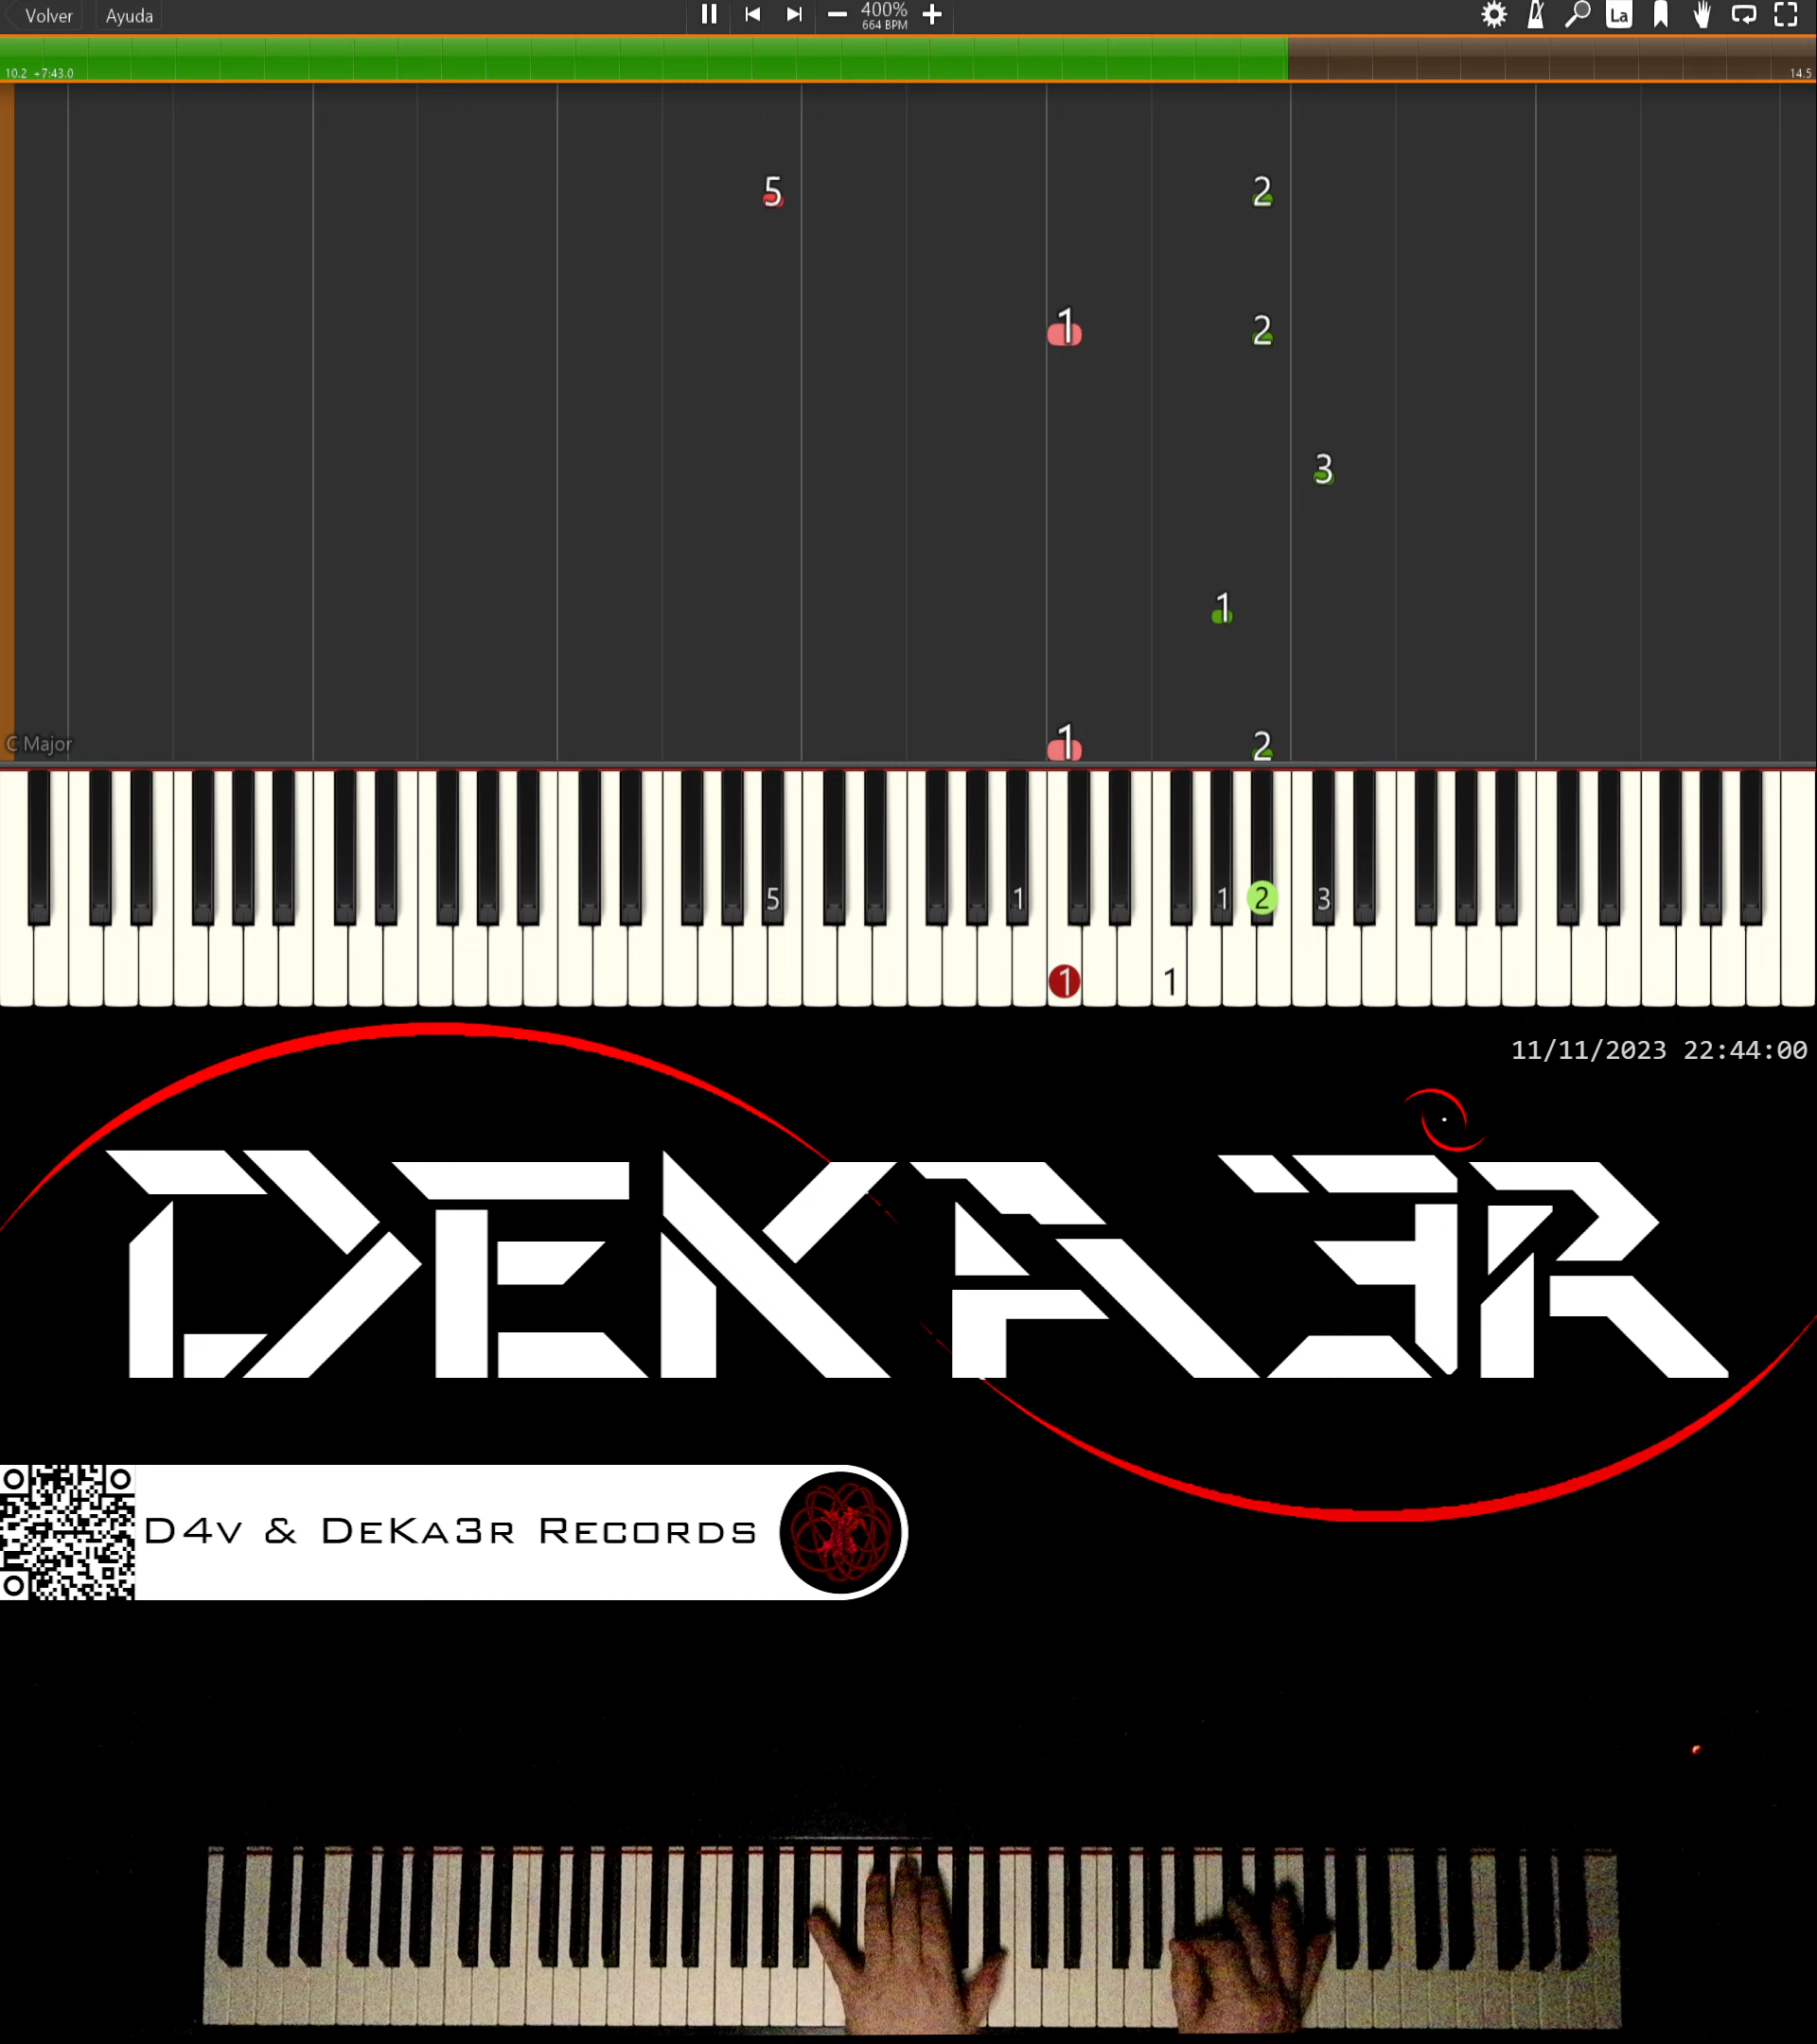 Volver Ayuda 400% La
664 BPM
10.2 +7:43.0 14.5
5 2
1 2
3
1
C Major 1 2
5 1 1 2 3
1 1
11/11/2023 22:44:00
DEKA3R
D4v & DeKa3r Records